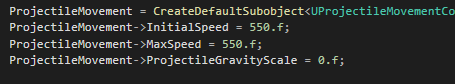 ProjectileMovement = CreateDefaultSubobject<UProjectileMovementCo
ProjectileMovement->InitialSpeed = 550.f;
ProjectileMovement->MaxSpeed = 550.f;
ProjectileMovement->ProjectileGravityScale = 0.f;